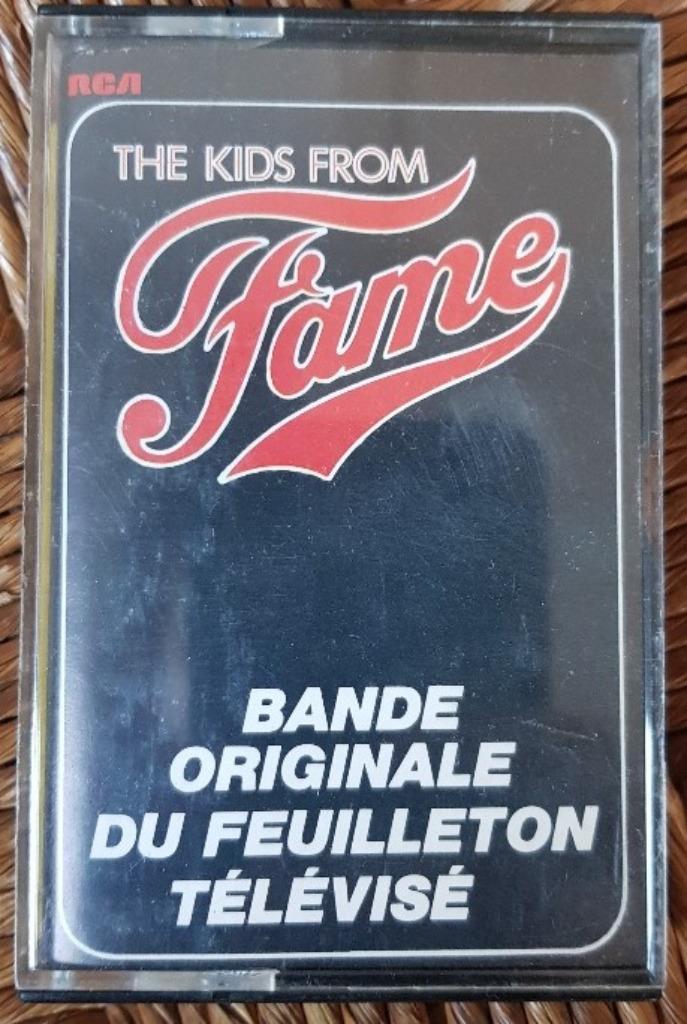 RCA
THE KIDS FROM
Fame
BANDE
ORIGINALE
DU FEUILLETON
TÉLÉVISÉ